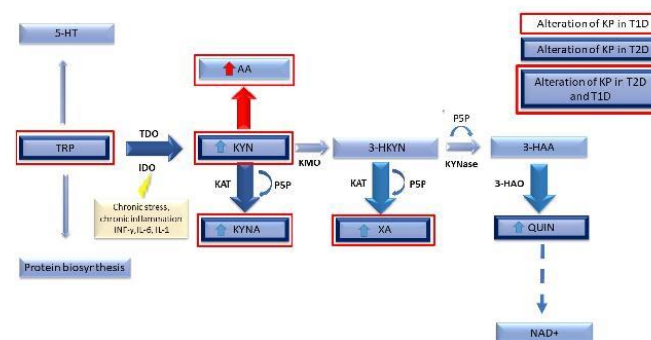 Alteration of KP in T1D
5-HT
Alteration of KP in T2D
AA
Alteration of KP in T2D
and T1D
P5P
TDO
TRP
KYN
3-HKYN
3-HAA
KMO
KYNase
IDO
KAT
P5P
KAT
P5P
3-HAO
Chronic stress,
chronic inflammation
INF-γ, IL-6, IL-1
KYNA
XA
QUIN
Protein biosynthesis
NAD+